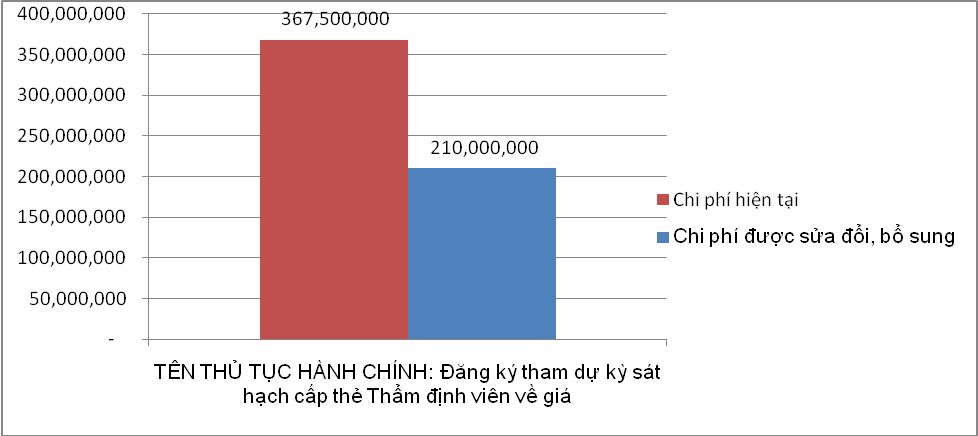 400,000,000
350,000,000
300,000,000
250,000,000
200,000,000
150,000,000
100,000,000
50,000,000
-
367,500,000
210,000,000
Chi phí hiện tại
Chi phí được sửa đổi, bổ sung
TÊN THỦ TỤC HÀNH CHÍNH: Đăng ký tham dự kỳ sát
hạch cấp thẻ Thẩm định viên về giá